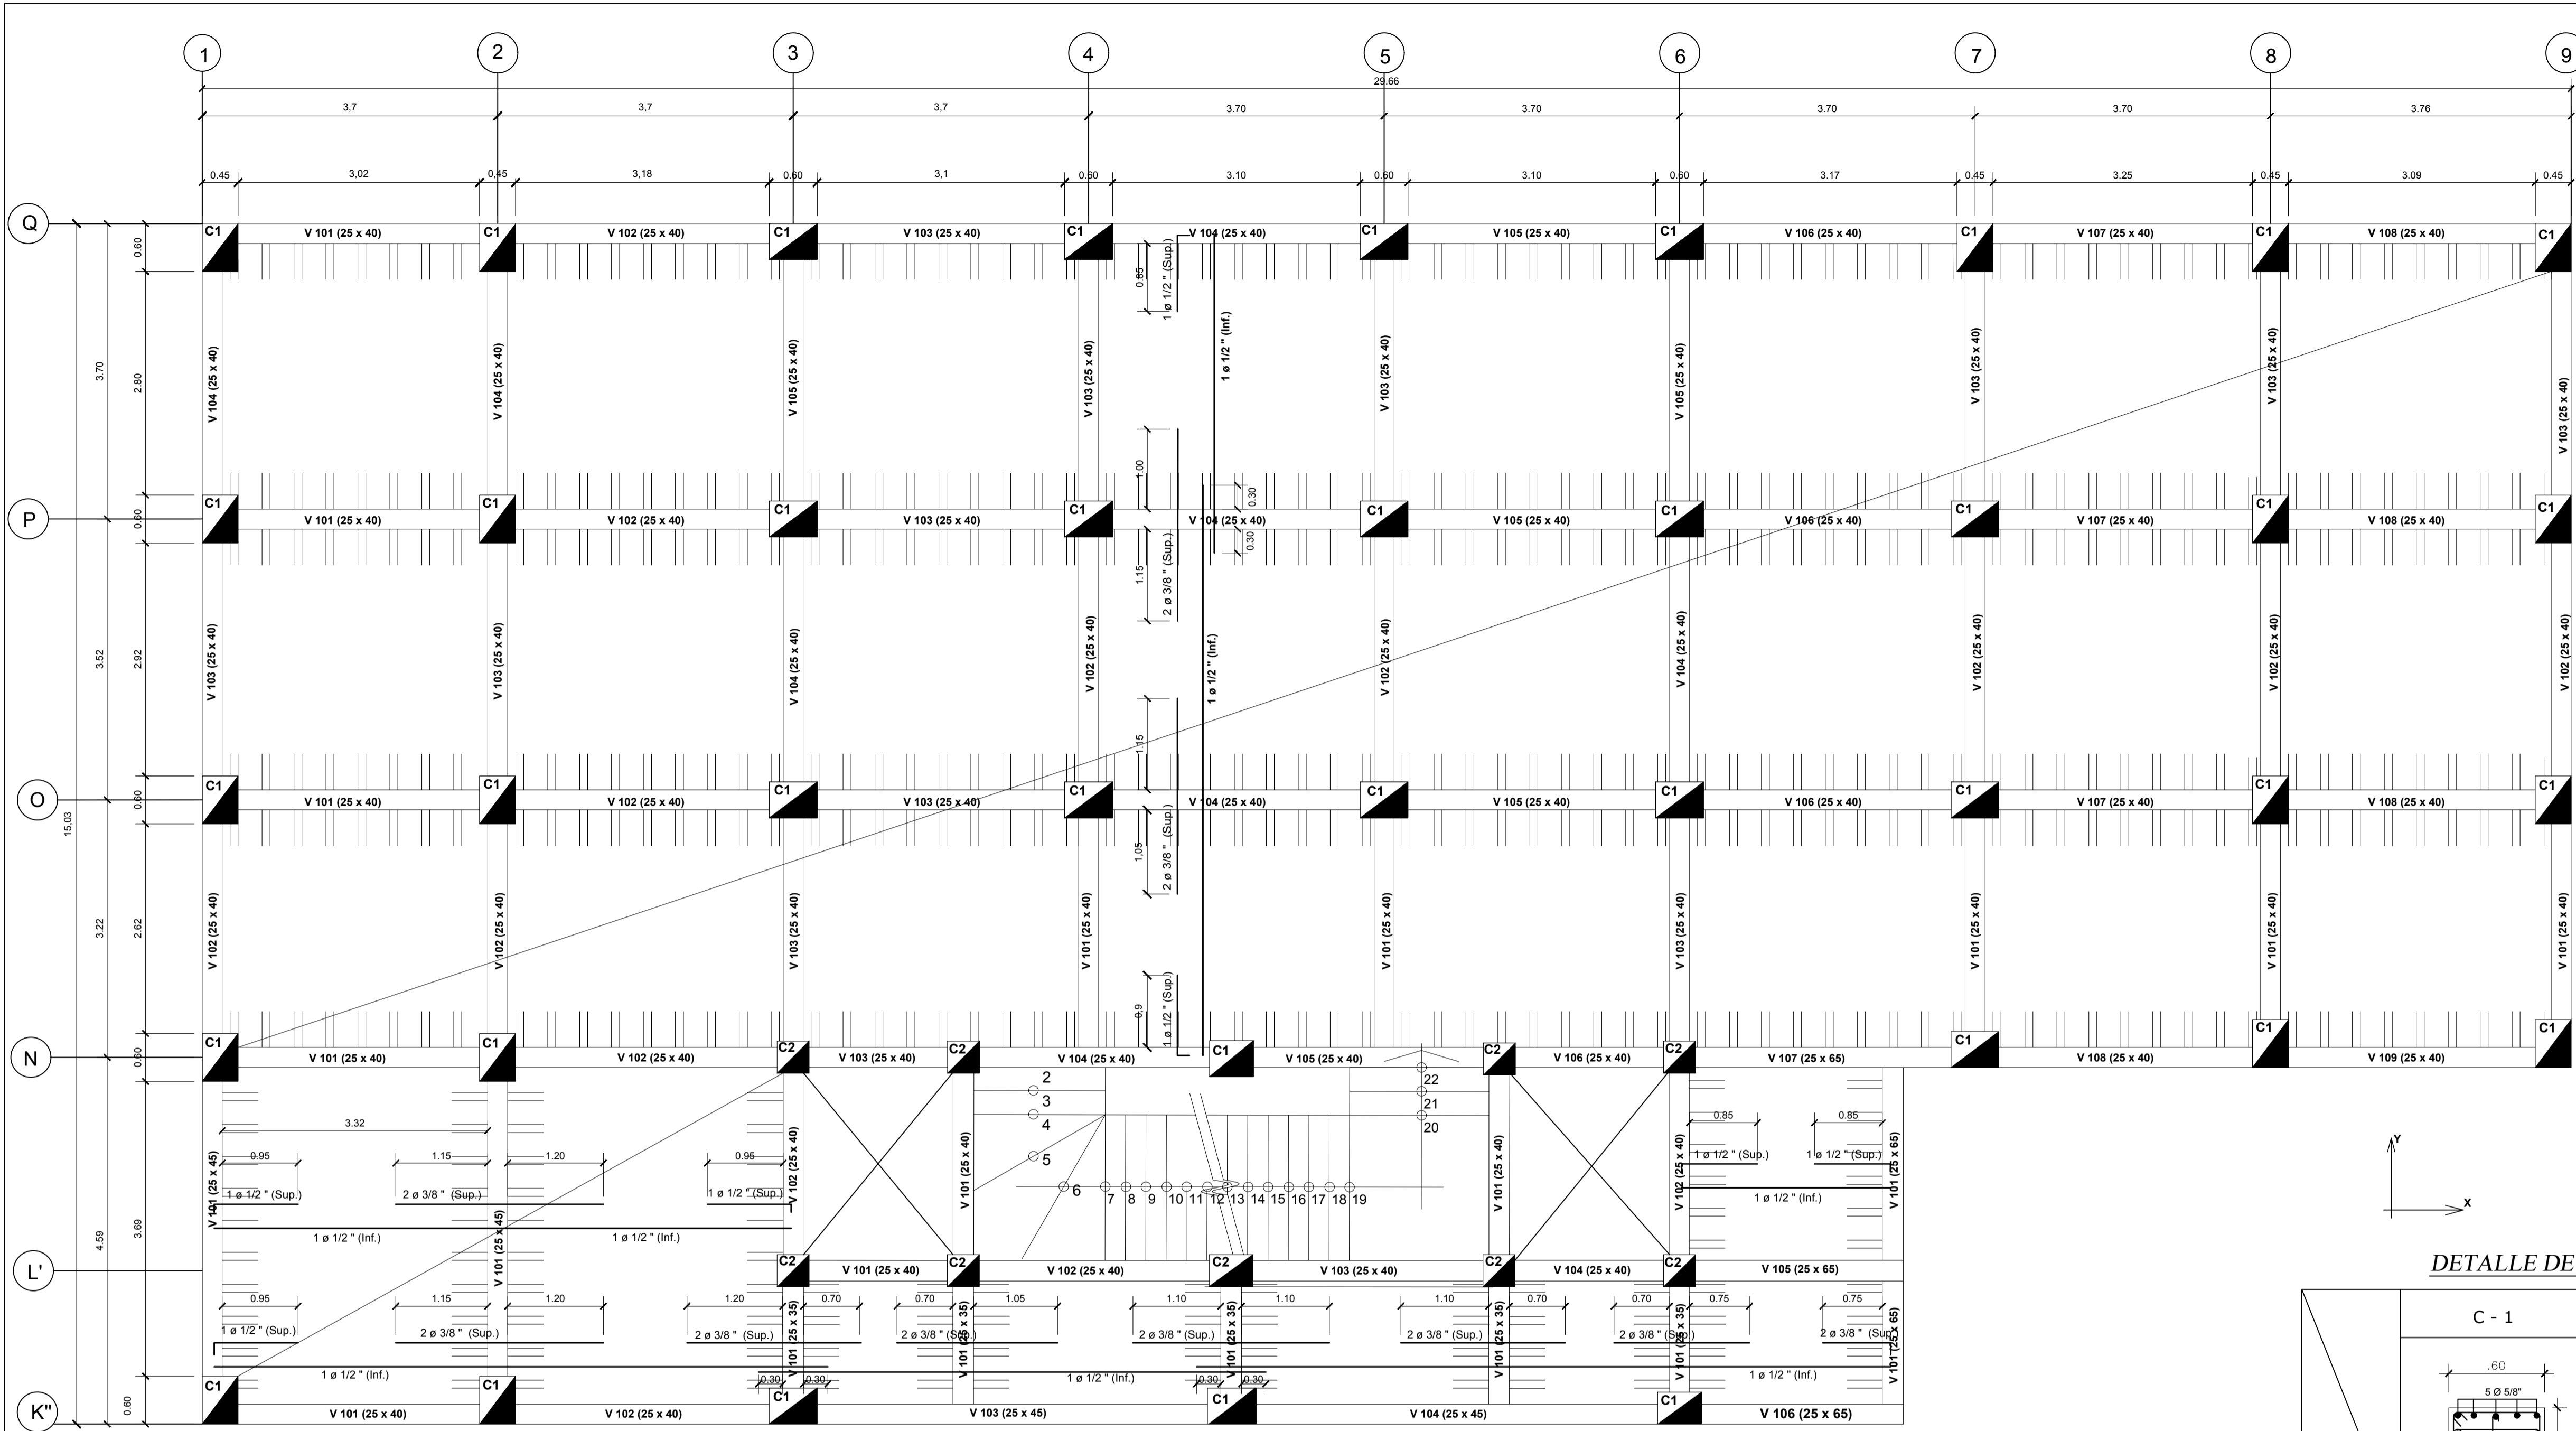 1 2 3 4 5 6 7 8 9
29.66
3,7 3,7 3,7 3.70 3.70 3.70 3.70 3.76
0.45 3,02 0,45 3,18 0.60 3,1 0.60 3.10 0.60 3.10 0.60 3.17 0.45 3.25 0.45 3.09 0.45
Q
C1 V 101 (25 x 40) C1 V 102 (25 x 40) C1 V 103 (25 x 40) C1 V 104 (25 x 40) C1 V 105 (25 x 40) C1 V 106 (25 x 40) C1 V 107 (25 x 40) C1 V 108 (25 x 40) C1
0.60
0.85
1 ø 1/2 " (Sup.)
1 ø 1/2 " (Inf.)
3.70
2.80
V 104 (25 x 40) V 104 (25 x 40) V 105 (25 x 40) V 103 (25 x 40) V 103 (25 x 40) V 105 (25 x 40) V 103 (25 x 40) V 103 (25 x 40) V 103 (25 x 40)
1.00
0.30
P
0.60
C1 V 101 (25 x 40) C1 V 102 (25 x 40) C1 V 103 (25 x 40) C1 V 104 (25 x 40) C1 V 105 (25 x 40) C1 V 106 (25 x 40) C1 V 107 (25 x 40) C1 V 108 (25 x 40) C1
0.30
1.15
2 ø 3/8 " (Sup.)
3.52
2.92
V 103 (25 x 40) V 103 (25 x 40) V 104 (25 x 40) V 102 (25 x 40) V 102 (25 x 40) V 104 (25 x 40) V 102 (25 x 40) V 102 (25 x 40) V 102 (25 x 40)
1 ø 1/2 " (Inf.)
1.15
O
15,03
0.60
C1 V 101 (25 x 40) C1 V 102 (25 x 40) C1 V 103 (25 x 40) C1 V 104 (25 x 40) C1 V 105 (25 x 40) C1 V 106 (25 x 40) C1 V 107 (25 x 40) C1 V 108 (25 x 40) C1
1,05
2 ø 3/8 " (Sup.)
3.22
2.62
V 102 (25 x 40) V 102 (25 x 40) V 103 (25 x 40) V 101 (25 x 40) V 101 (25 x 40) V 103 (25 x 40) V 101 (25 x 40) V 101 (25 x 40) V 101 (25 x 40)
0.9
1 ø 1/2 " (Sup.)
N
0.60
C1 V 101 (25 x 40) C1 V 102 (25 x 40) C2 V 103 (25 x 40) C2 V 104 (25 x 40) C1 V 105 (25 x 40) C2 V 106 (25 x 40) C2 V 107 (25 x 65) C1 V 108 (25 x 40) C1 V 109 (25 x 40) C1
2
3
4
5
6 7 8 9 10 11 12 13 14 15 16 17 18 19
20
21
22
3.32
0.95 1.15 1.20 0.95
1 ø 1/2 " (Sup.) 2 ø 3/8 " (Sup.) 1 ø 1/2 " (Sup.)
1 ø 1/2 " (Inf.) 1 ø 1/2 " (Inf.)
0.85 0.85
1 ø 1/2 " (Sup.) 1 ø 1/2 " (Sup.)
1 ø 1/2 " (Inf.)
V 101 (25 x 45) V 101 (25 x 45) V 102 (25 x 40) V 101 (25 x 40) V 101 (25 x 40) V 102 (25 x 40) V 101 (25 x 65)
Y
X
4.59
3.69
L'
C2 V 101 (25 x 40) C2 V 102 (25 x 40) C2 V 103 (25 x 40) C2 V 104 (25 x 40) C2 V 105 (25 x 65)
0.95 1.15 1.20 1.20 0.70 0.70 1.05 1.10 1.10 1.10 0.70 0.70 0.75 0.75
1 ø 1/2 " (Sup.) 2 ø 3/8 " (Sup.) 2 ø 3/8 " (Sup.) 2 ø 3/8 " (Sup.) 2 ø 3/8 " (Sup.) 2 ø 3/8 " (Sup.) 2 ø 3/8 " (Sup.) 2 ø 3/8 " (Sup.)
V 101 (25 x 35) V 101 (25 x 35) V 101 (25 x 35) V 101 (25 x 35) V 101 (25 x 35) V 101 (25 x 65)
1 ø 1/2 " (Inf.) 0.30 0.30 1 ø 1/2 " (Inf.) 0.30 0.30 1 ø 1/2 " (Inf.)
0.60
K"
C1 V 101 (25 x 40) C1 V 102 (25 x 40) C1 V 103 (25 x 45) C1 V 104 (25 x 45) C1 V 106 (25 x 65)
DETALLE DE
C - 1
.60
5 Ø 5/8"